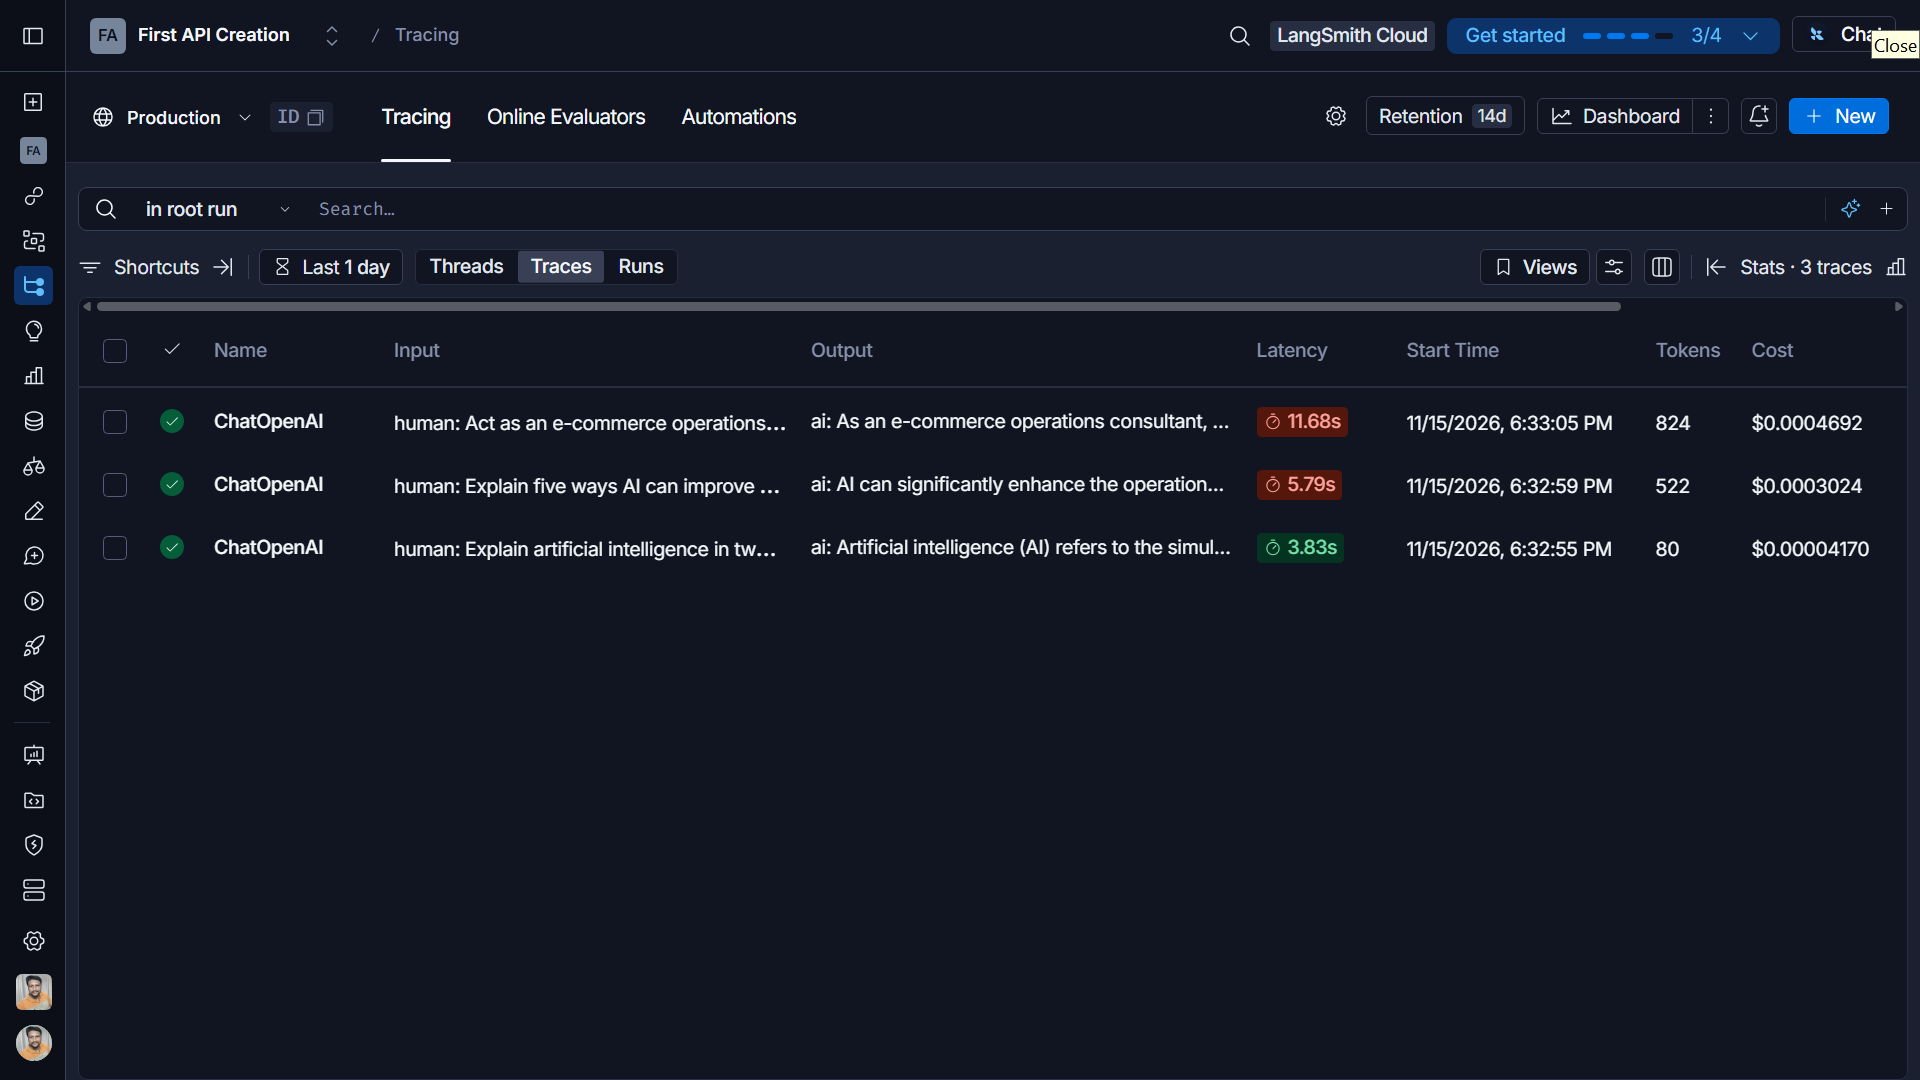 FA First API Creation / Tracing LangSmith Cloud Get started 3/4
Close
Production ID Tracing Online Evaluators Automations Retention 14d Dashboard New
FA
in root run Search...
Shortcuts Last 1 day Threads Traces Runs Views Stats · 3 traces
Name Input Output Latency Start Time Tokens Cost
ChatOpenAI human: Act as an e-commerce operations... ai: As an e-commerce operations consultant, ... 11.68s 11/15/2026, 6:33:05 PM 824 $0.0004692
ChatOpenAI human: Explain five ways AI can improve ... ai: AI can significantly enhance the operation... 5.79s 11/15/2026, 6:32:59 PM 522 $0.0003024
ChatOpenAI human: Explain artificial intelligence in tw... ai: Artificial intelligence (AI) refers to the simul... 3.83s 11/15/2026, 6:32:55 PM 80 $0.00004170